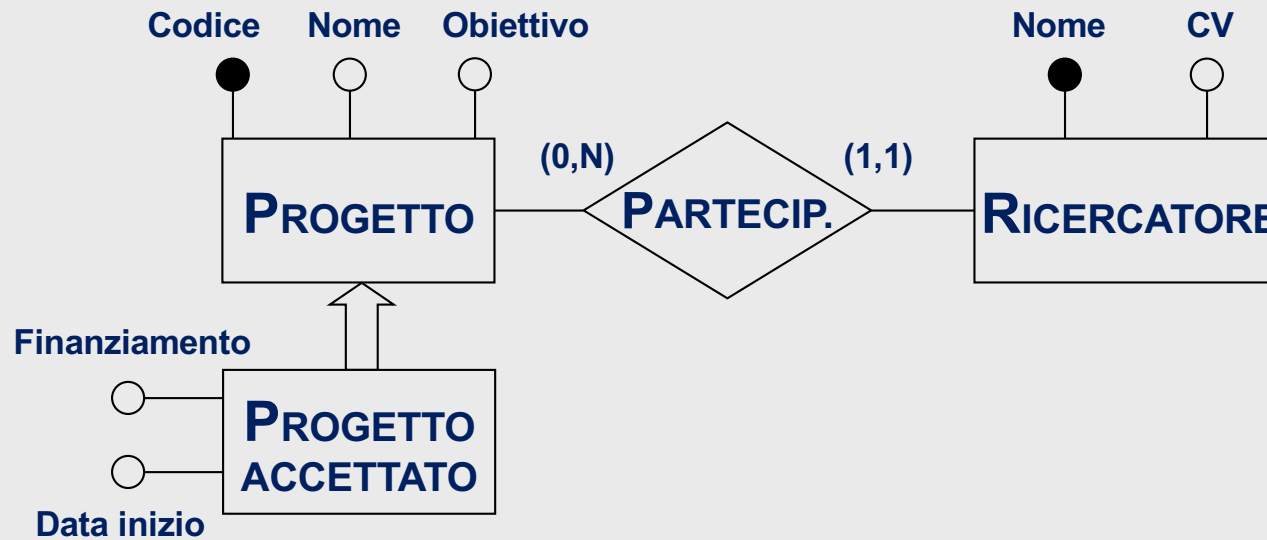 Codice Nome Obiettivo Nome CV
(0,N) (1,1)
PROGETTO PARTECIP. RICERCATORE
Finanziamento
PROGETTO
ACCETTATO
Data inizio